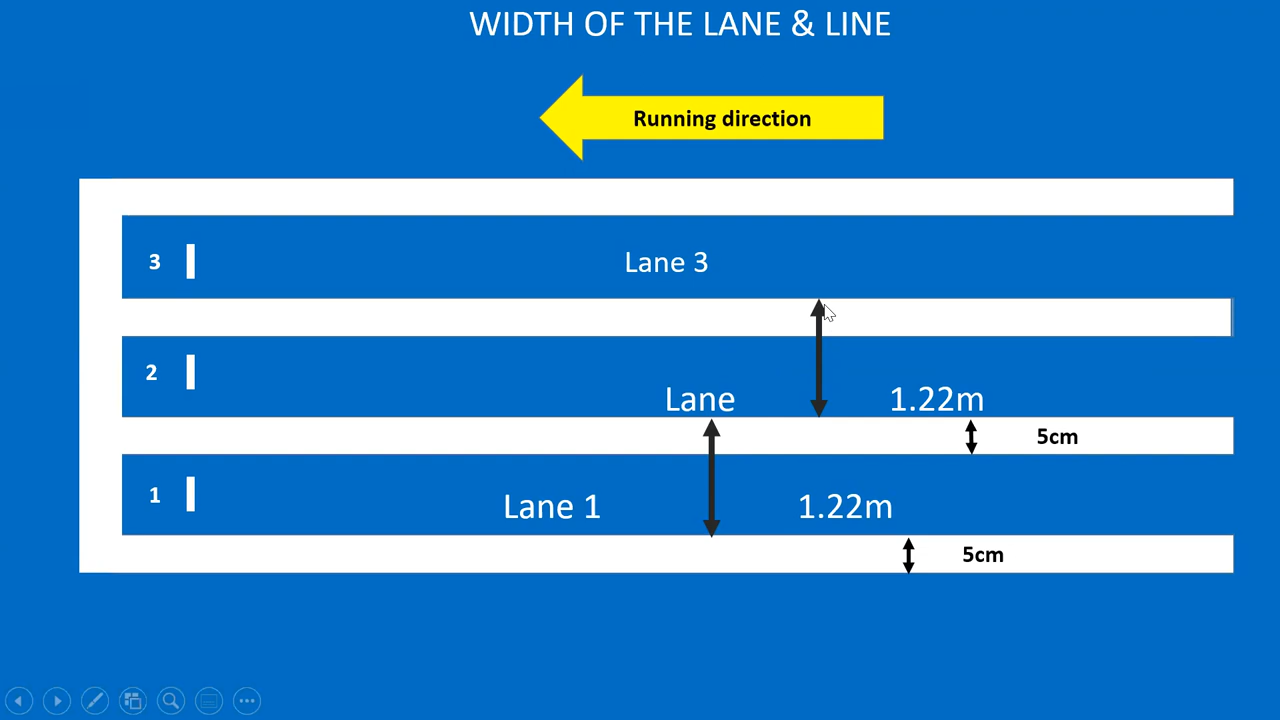 WIDTH OF THE LANE & LINE
Running direction
3 Lane 3
2 Lane 1.22m
5cm
1 Lane 1 1.22m
5cm